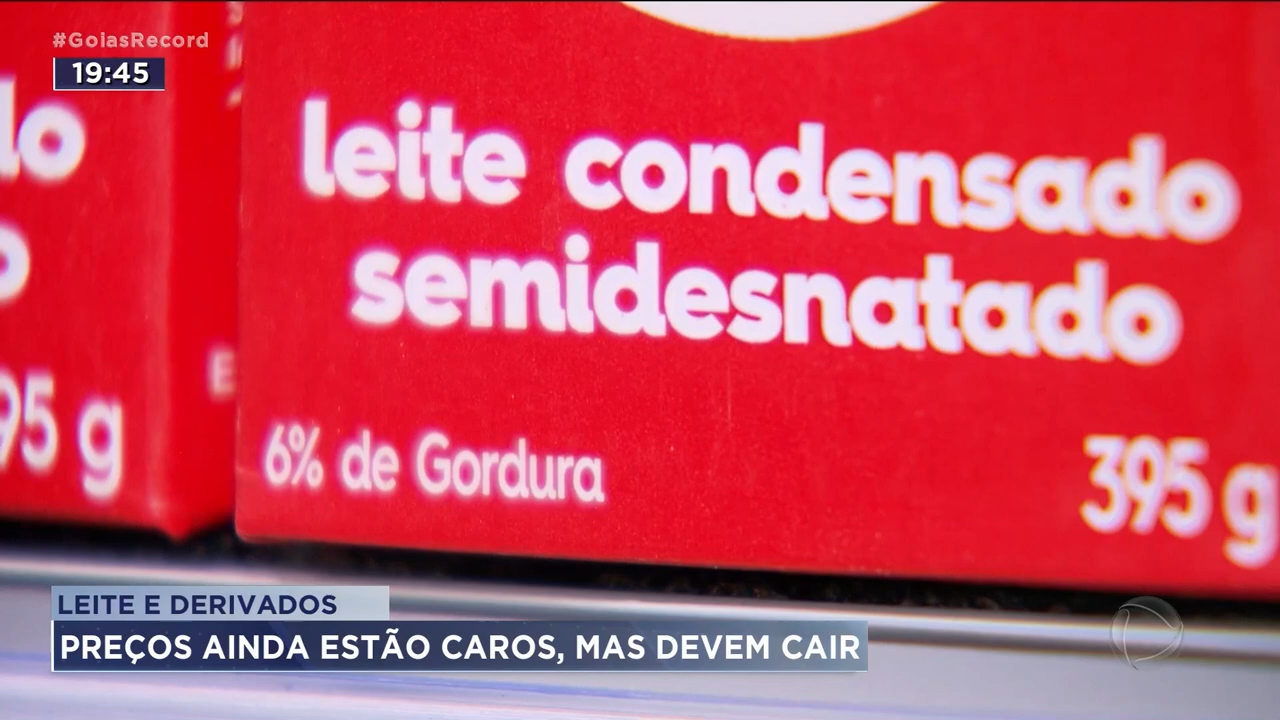 #GoiasRecord
19:45
leite condensado
semidesnatado
6% de Gordura
395 g
95 g
LEITE E DERIVADOS
PREÇOS AINDA ESTÃO CAROS, MAS DEVEM CAIR